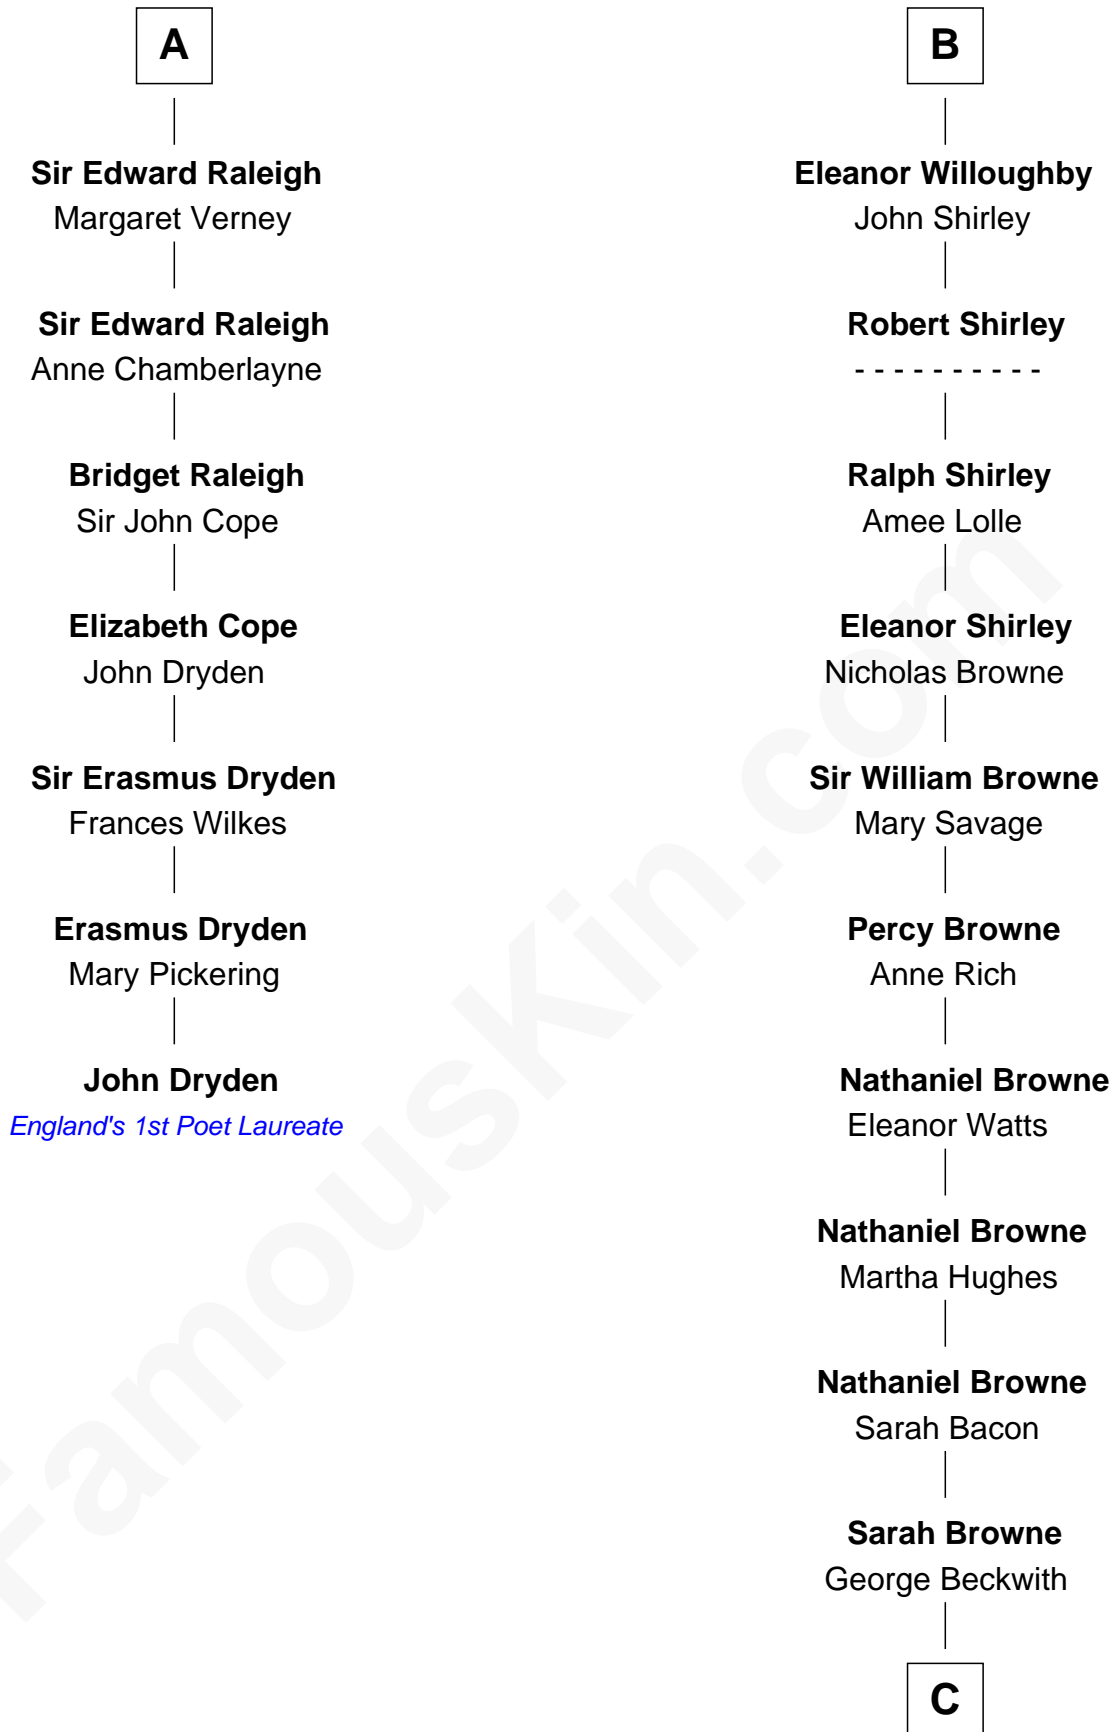 A
Sir Edward Raleigh
Margaret Verney
Sir Edward Raleigh
Anne Chamberlayne
Bridget Raleigh
Sir John Cope
Elizabeth Cope
John Dryden
Sir Erasmus Dryden
Frances Wilkes
Erasmus Dryden
Mary Pickering
John Dryden
England's 1st Poet Laureate
B
Eleanor Willoughby
John Shirley
Robert Shirley
- - - - - - - - - -
Ralph Shirley
Amee Lolle
Eleanor Shirley
Nicholas Browne
Sir William Browne
Mary Savage
Percy Browne
Anne Rich
Nathaniel Browne
Eleanor Watts
Nathaniel Browne
Martha Hughes
Nathaniel Browne
Sarah Bacon
Sarah Browne
George Beckwith
C
FamousKin.com